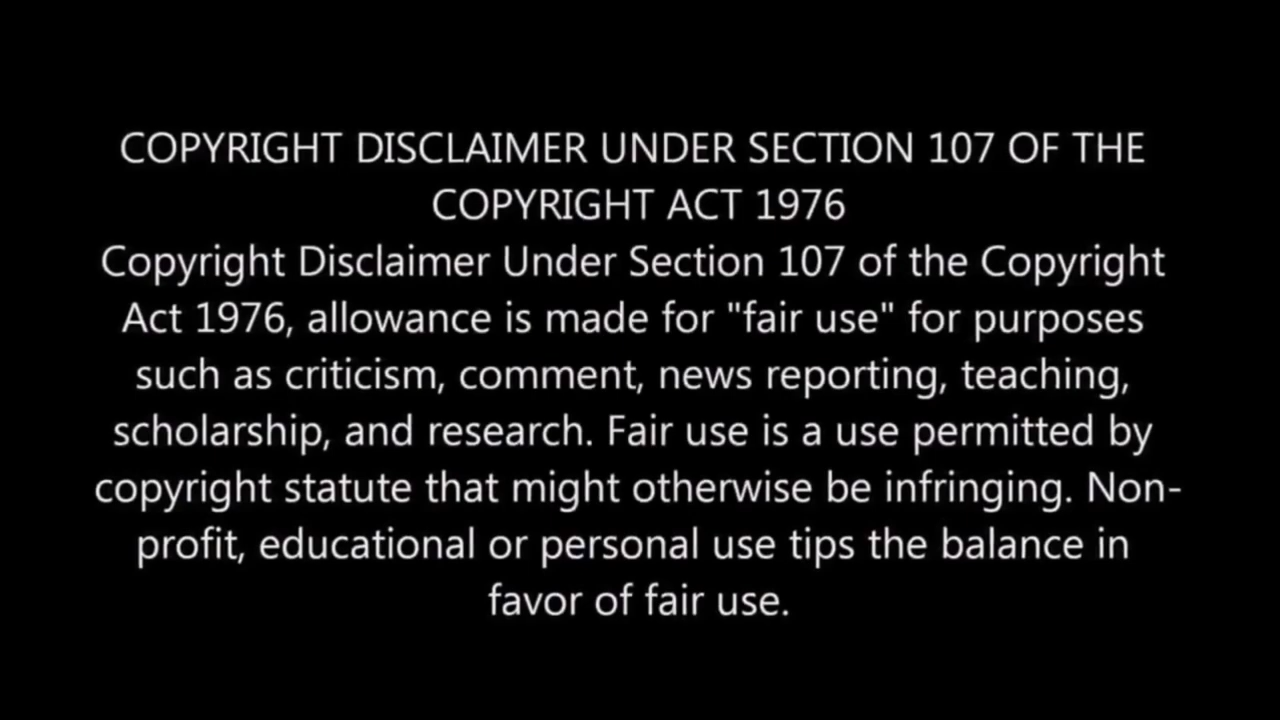 COPYRIGHT DISCLAIMER UNDER SECTION 107 OF THE
COPYRIGHT ACT 1976
Copyright Disclaimer Under Section 107 of the Copyright
Act 1976, allowance is made for "fair use" for purposes
such as criticism, comment, news reporting, teaching,
scholarship, and research. Fair use is a use permitted by
copyright statute that might otherwise be infringing. Non-
profit, educational or personal use tips the balance in
favor of fair use.